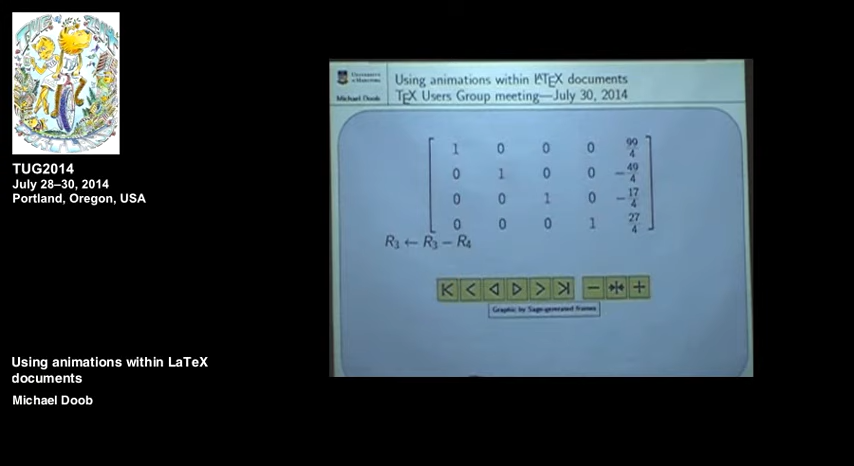 TUG2014
July 28–30, 2014
Portland, Oregon, USA
Using animations within LaTeX
documents
Michael Doob
UNIVERSITY
OF MANITOBA
Michael Doob
Using animations within LATEX documents
TEX Users Group meeting—July 30, 2014
1 0 0 0 99/4
0 1 0 0 −49/4
0 0 1 0 −17/4
0 0 0 1 27/4
R3 ← R3 − R4
Graphic by Sage-generated frames